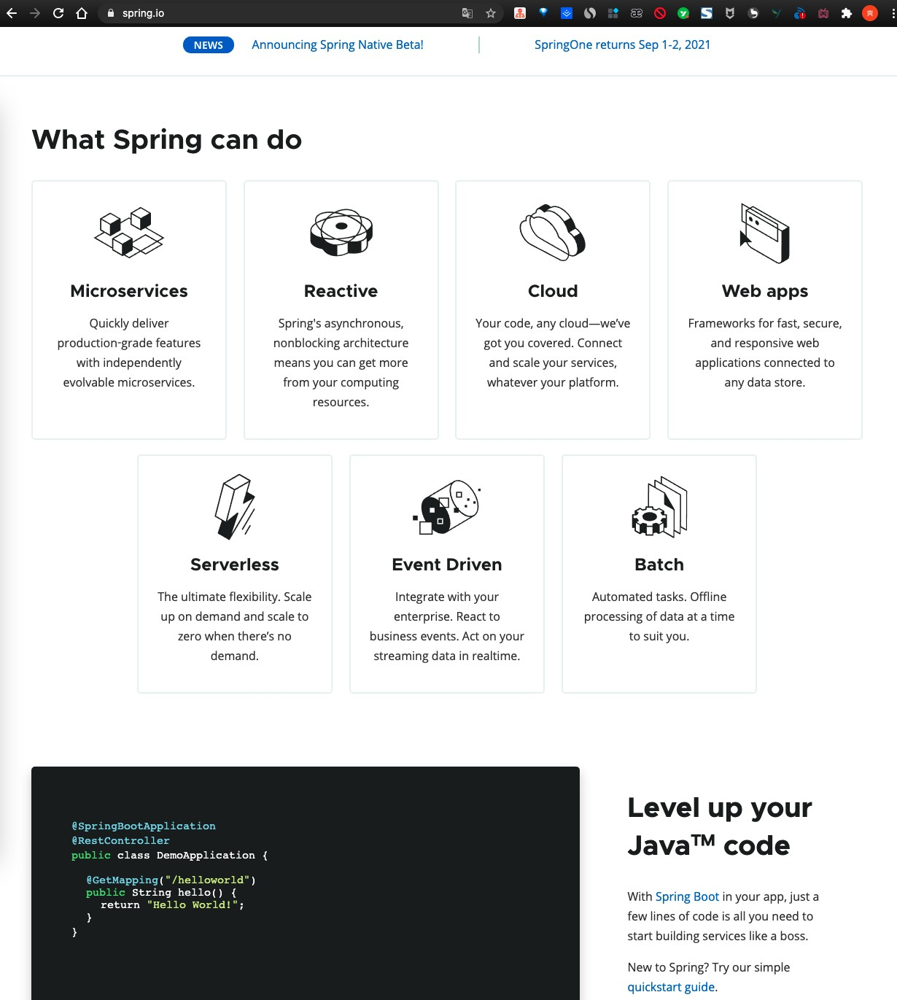 spring.io
NEWS
Announcing Spring Native Beta!
SpringOne returns Sep 1-2, 2021
What Spring can do
Microservices
Quickly deliver
production-grade features
with independently
evolvable microservices.
Reactive
Spring's asynchronous,
nonblocking architecture
means you can get more
from your computing
resources.
Cloud
Your code, any cloud—we’ve
got you covered. Connect
and scale your services,
whatever your platform.
Web apps
Frameworks for fast, secure,
and responsive web
applications connected to
any data store.
Serverless
The ultimate flexibility. Scale
up on demand and scale to
zero when there’s no
demand.
Event Driven
Integrate with your
enterprise. React to
business events. Act on your
streaming data in realtime.
Batch
Automated tasks. Offline
processing of data at a time
to suit you.
@SpringBootApplication
@RestController
public class DemoApplication {
@GetMapping("/helloworld")
public String hello() {
return "Hello World!";
}
}
Level up your
Java™ code
With Spring Boot in your app, just a
few lines of code is all you need to
start building services like a boss.
New to Spring? Try our simple
quickstart guide.